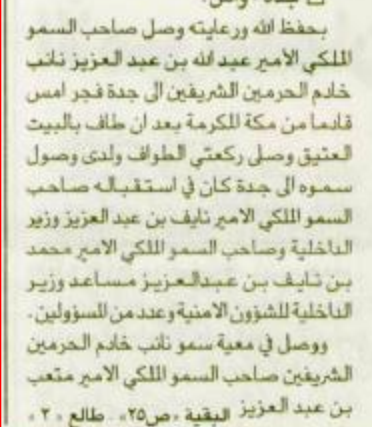 بحفظ الله ورعايته وصل صاحب السمو
الملكي الامير عبد الله بن عبد العزيز نائب
خادم الحرمين الشريفين الى جدة فجر امس
قادما من مكة المكرمة بعد ان طاف بالبيت
العتيق وصلى ركعتي الطواف ولدى وصول
سموه الى جدة كان في استقباله صاحب
السمو الملكي الامير نايف بن عبد العزيز وزير
الداخلية وصاحب السمو الملكي الامير محمد
بن نايف بن عبدالعزيز مساعد وزير
الداخلية للشؤون الامنية وعدد من المسؤولين.
ووصل في معية سمو نائب خادم الحرمين
الشريفين صاحب السمو الملكي الامير متعب
بن عبد العزيز البقية «ص٢٥» طالع «٢»